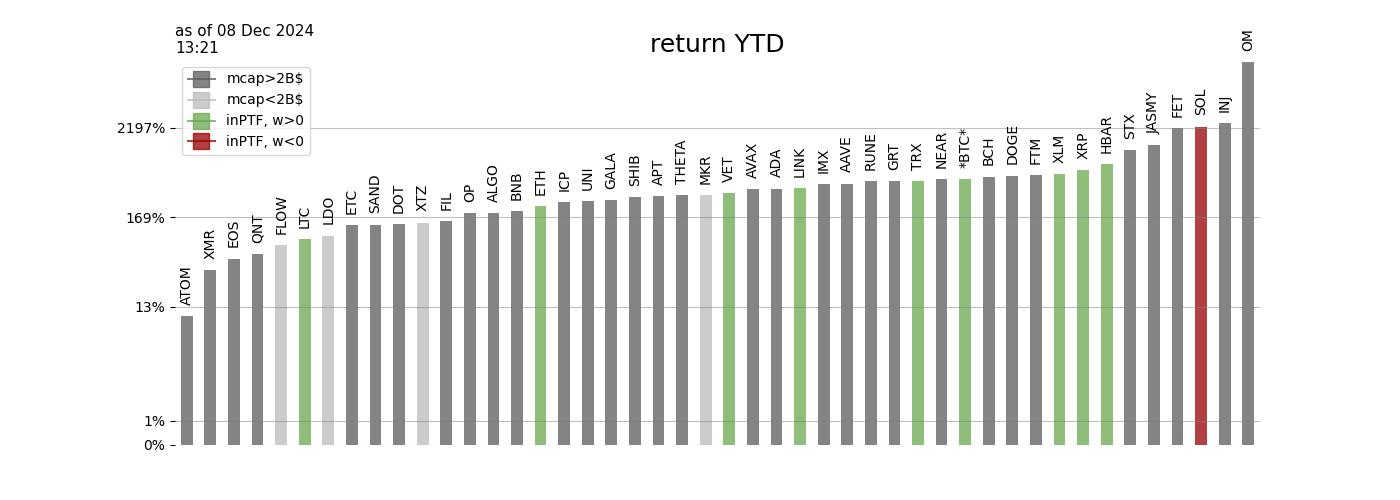 as of 08 Dec 2024
13:21
return YTD
mcap>2B$
mcap<2B$
inPTF, w>0
inPTF, w<0
2197%
169%
13%
1%
0%
ATOM
XMR
EOS
QNT
FLOW
LTC
LDO
ETC
SAND
DOT
XTZ
FIL
OP
ALGO
BNB
ETH
ICP
UNI
GALA
SHIB
APT
THETA
MKR
VET
AVAX
ADA
LINK
IMX
AAVE
RUNE
GRT
TRX
NEAR
*BTC*
BCH
DOGE
FTM
XLM
XRP
HBAR
STX
JASMY
FET
SOL
INJ
OM